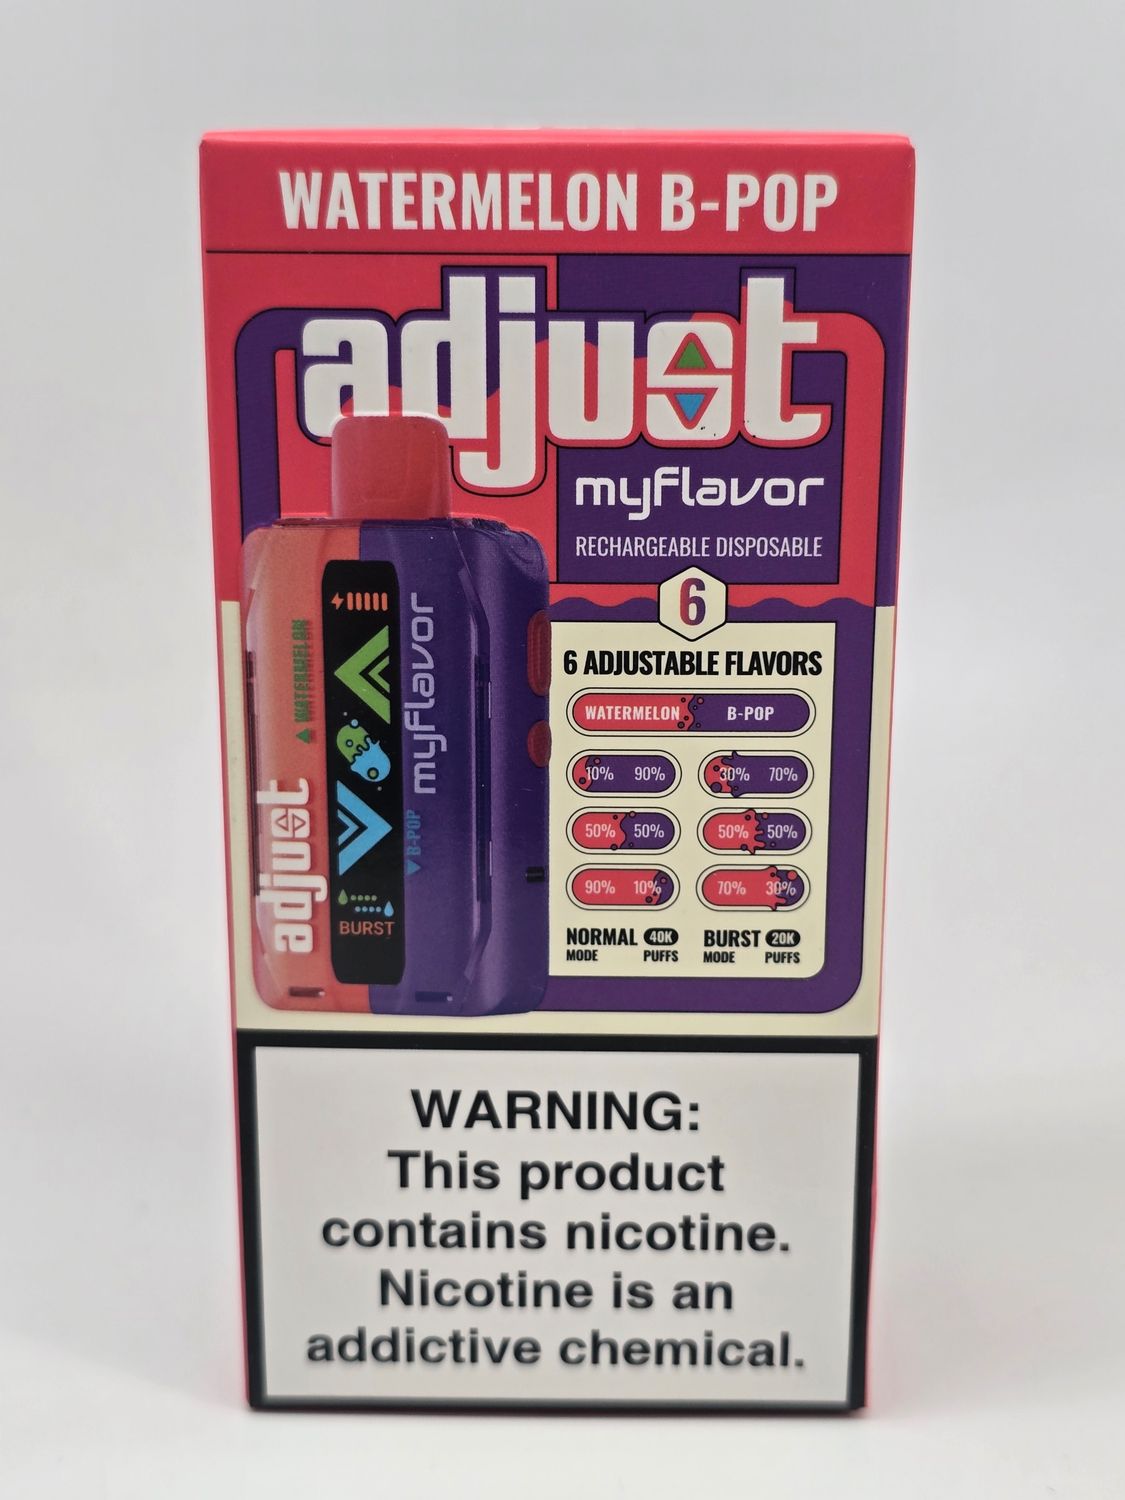 WATERMELON B-POP
adjust
myFlavor
RECHARGEABLE DISPOSABLE
6
6 ADJUSTABLE FLAVORS
WATERMELON B-POP
10% 90% 30% 70%
50% 50% 50% 50%
90% 10% 70% 30%
NORMAL 40K BURST 20K
MODE PUFFS MODE PUFFS
WATERMELON
adjust
myFlavor
B-POP
BURST
WARNING:
This product
contains nicotine.
Nicotine is an
addictive chemical.